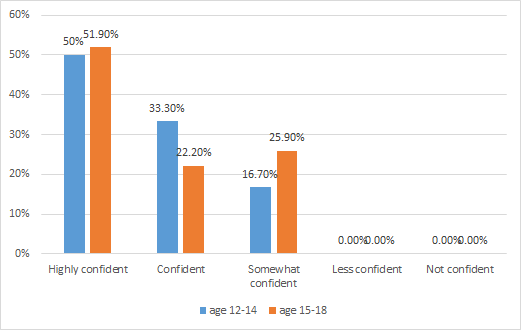 60%
50%
40%
30%
20%
10%
0%
50% 51.90%
33.30% 22.20%
16.70% 25.90%
0.00% 0.00%
0.00% 0.00%
Highly confident
Confident
Somewhat
confident
Less confident
Not confident
age 12-14 age 15-18